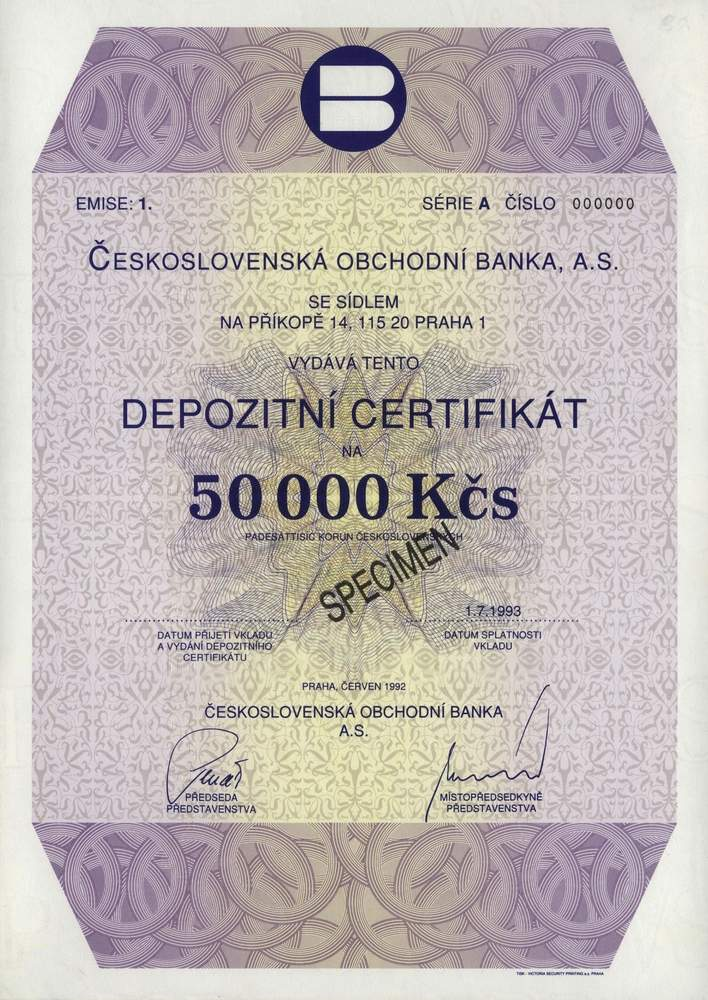 B
EMISE: 1.
SÉRIE A ČÍSLO 000000
ČESKOSLOVENSKÁ OBCHODNÍ BANKA, A.S.
SE SÍDLEM
NA PŘÍKOPĚ 14, 115 20 PRAHA 1
VYDÁVÁ TENTO
DEPOZITNÍ CERTIFIKÁT
NA
50 000 Kčs
PADESÁTTISÍC KORUN ČESKOSLOVENSKÝCH
SPECIMEN
1.7.1993
DATUM PŘIJETÍ VKLADU
A VYDÁNÍ DEPOZITNÍHO
CERTIFIKÁTU
DATUM SPLATNOSTI
VKLADU
PRAHA, ČERVEN 1992
ČESKOSLOVENSKÁ OBCHODNÍ BANKA
A.S.
PŘEDSEDA
PŘEDSTAVENSTVA
MÍSTOPŘEDSEDKYNĚ
PŘEDSTAVENSTVA
TISK - VICTORIA SECURITY PRINTING a.s. PRAHA